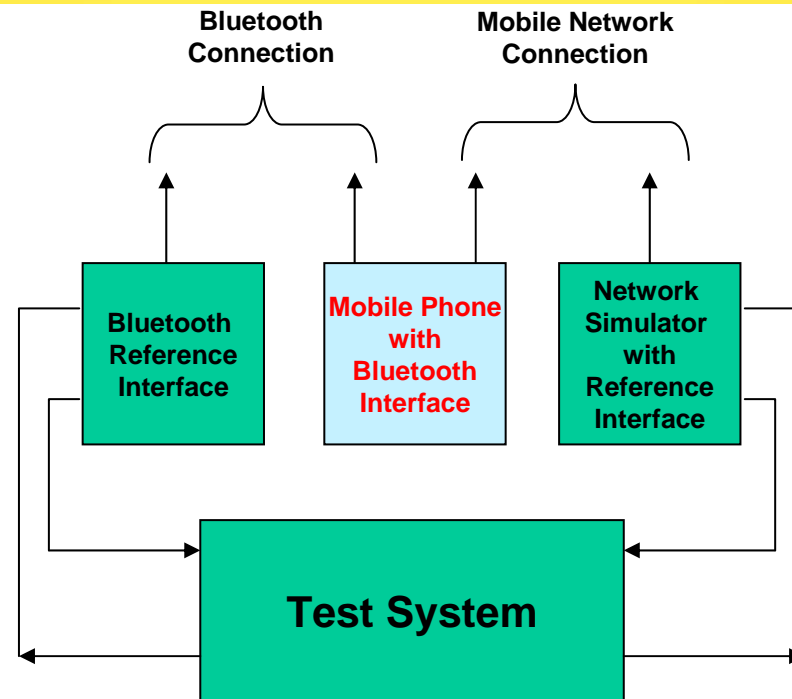 Bluetooth
Connection
Mobile Network
Connection
Bluetooth
Reference
Interface
Mobile Phone
with
Bluetooth
Interface
Network
Simulator
with
Reference
Interface
Test System